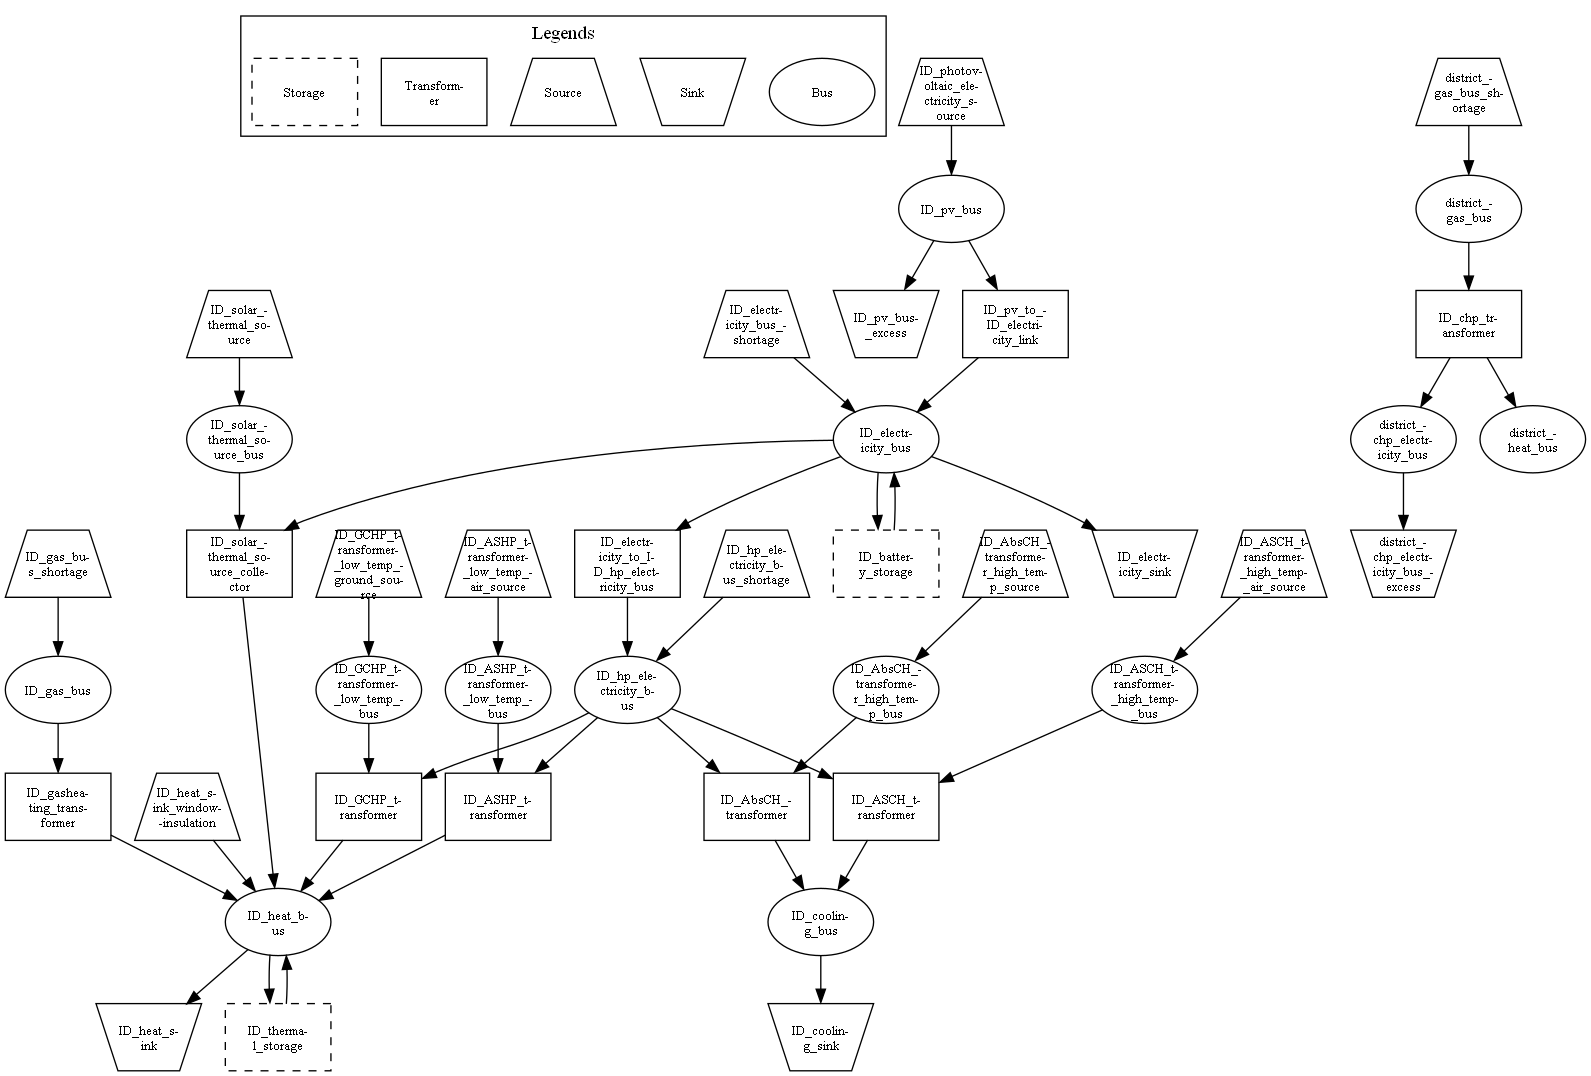 Legends
Storage
Transform-
er
Source
Sink
Bus
ID_photov-
oltaic_ele-
ctricity_s-
ource
district_-
gas_bus_sh-
ortage
ID_pv_bus
district_-
gas_bus
ID_solar_-
thermal_so-
urce
ID_electr-
icity_bus_-
shortage
ID_pv_bus-
_excess
ID_pv_to_-
ID_electri-
city_link
ID_chp_tr-
ansformer
ID_solar_-
thermal_so-
urce_bus
ID_electr-
icity_bus
district_-
chp_electr-
icity_bus
district_-
heat_bus
ID_gas_bu-
s_shortage
ID_solar_-
thermal_so-
urce_colle-
ctor
ID_GCHP_t-
ransformer-
_low_temp_-
ground_sou-
rce
ID_ASHP_t-
ransformer-
_low_temp_-
air_source
ID_electr-
icity_to_I-
D_hp_elect-
ricity_bus
ID_hp_ele-
ctricity_b-
us_shortage
ID_batter-
y_storage
ID_AbsCH_-
transforme-
r_high_tem-
p_source
ID_electr-
icity_sink
ID_ASCH_t-
ransformer-
_high_temp-
_air_source
district_-
chp_electr-
icity_bus_-
excess
ID_gas_bus
ID_GCHP_t-
ransformer-
_low_temp_-
bus
ID_ASHP_t-
ransformer-
_low_temp_-
bus
ID_hp_ele-
ctricity_b-
us
ID_AbsCH_-
transforme-
r_high_tem-
p_bus
ID_ASCH_t-
ransformer-
_high_temp-
_bus
ID_gashea-
ting_trans-
former
ID_heat_s-
ink_window-
-insulation
ID_GCHP_t-
ransformer
ID_ASHP_t-
ransformer
ID_AbsCH_-
transformer
ID_ASCH_t-
ransformer
ID_heat_b-
us
ID_coolin-
g_bus
ID_heat_s-
ink
ID_therma-
l_storage
ID_coolin-
g_sink